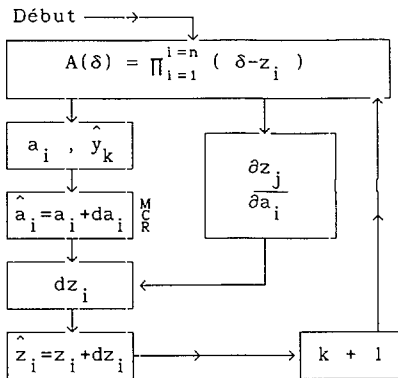 Début
A(δ) = ∏_{i=1}^{i=n} ( δ-z_i )
a_i , ŷ_k
∂z_j
∂a_i
â_i=a_i+da_i
MCR
dz_i
ẑ_i=z_i+dz_i
k + 1